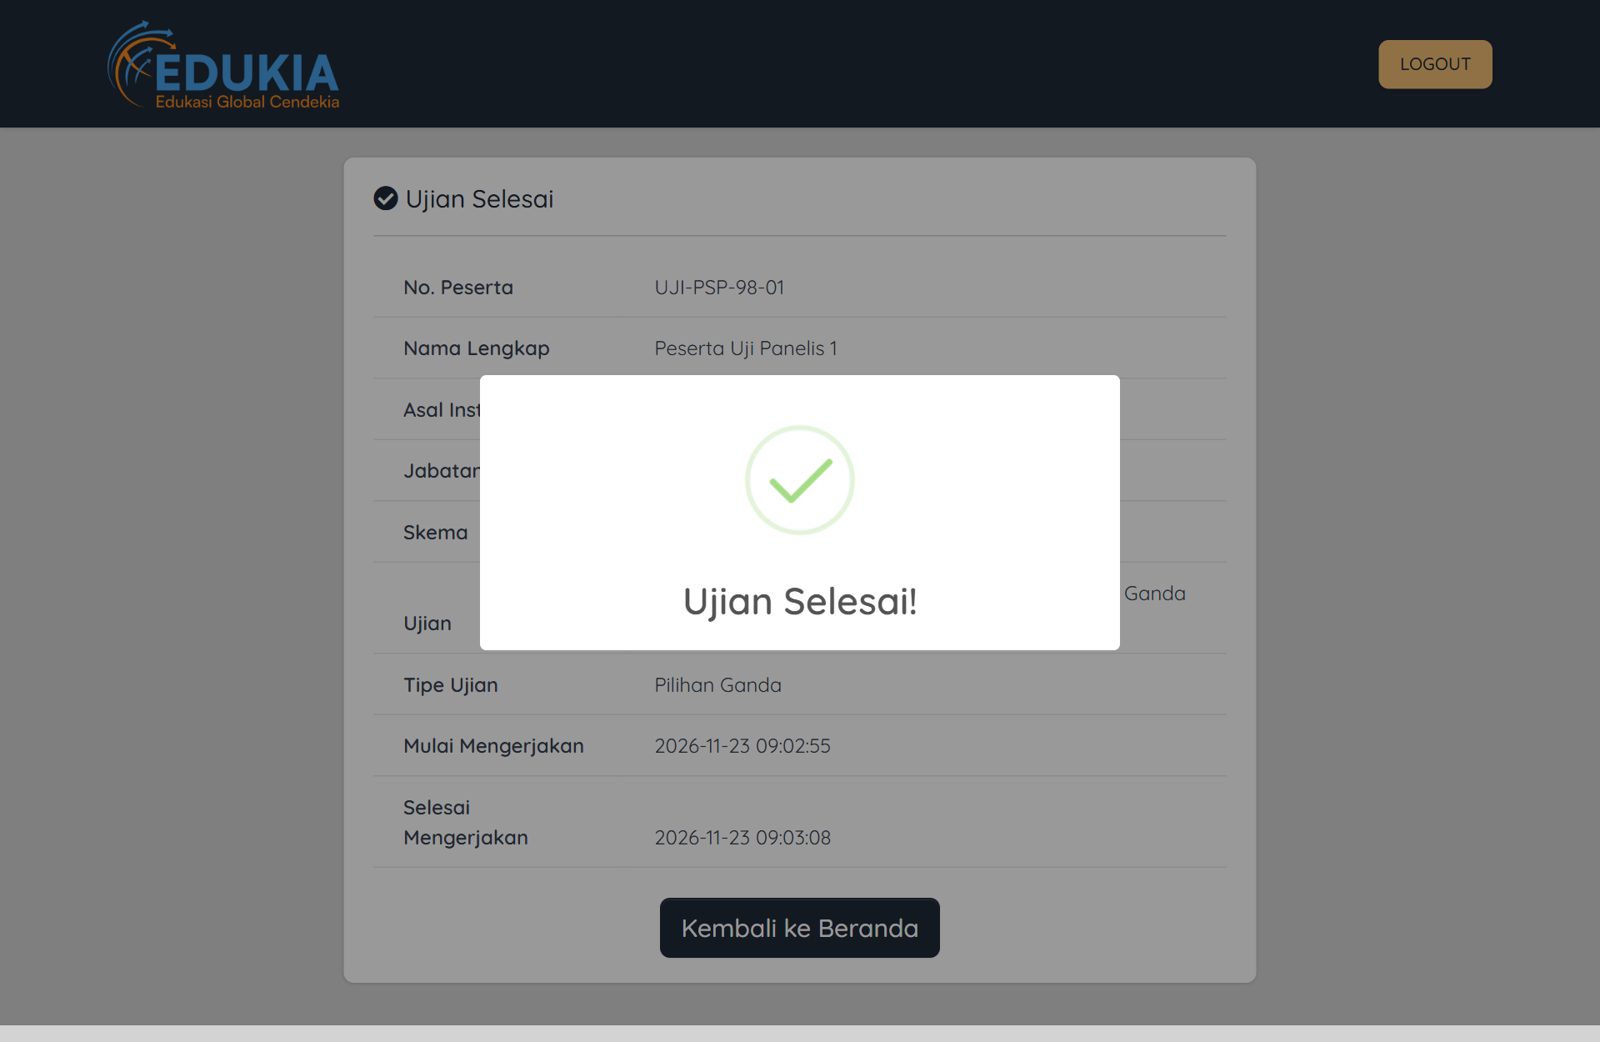 EDUKIA
Edukasi Global Cendekia
LOGOUT
Ujian Selesai
No. Peserta UJI-PSP-98-01
Nama Lengkap Peserta Uji Panelis 1
Asal
Jabatan
Skema
Ganda
Ujian
Ujian Selesai!
Tipe Ujian Pilihan Ganda
Mulai Mengerjakan 2026-11-23 09:02:55
Selesai
Mengerjakan 2026-11-23 09:03:08
Kembali ke Beranda